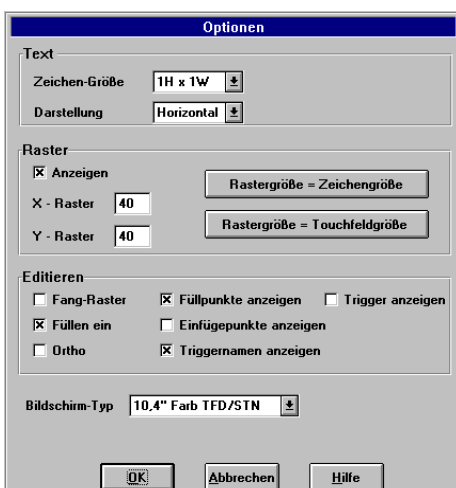 Optionen
Text
Zeichen-Größe 1H x 1W
Darstellung Horizontal
Raster
Anzeigen
Rastergröße = Zeichengröße
X - Raster 40
Rastergröße = Touchfeldgröße
Y - Raster 40
Editieren
Fang-Raster Füllpunkte anzeigen Trigger anzeigen
Füllen ein Einfügepunkte anzeigen
Ortho Triggernamen anzeigen
Bildschirm-Typ 10,4" Farb TFD/STN
OK Abbrechen Hilfe